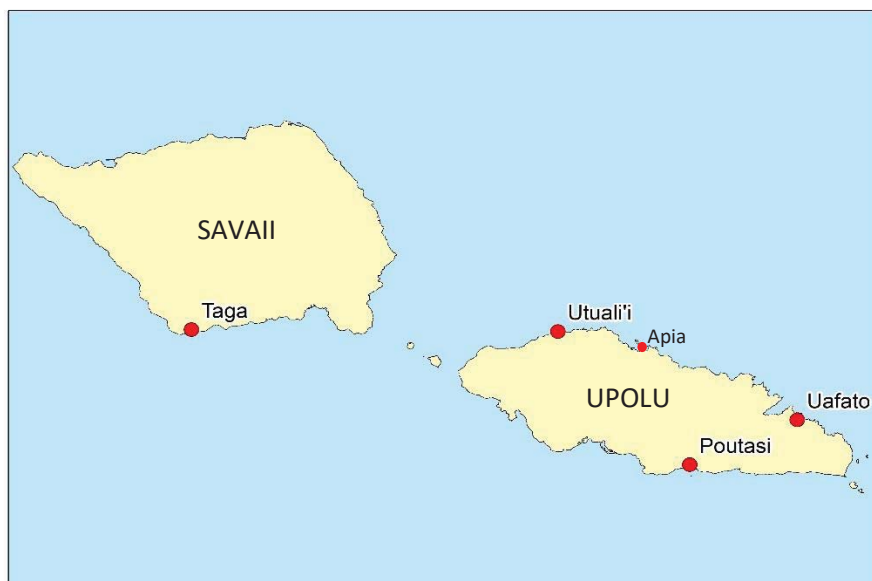 SAVAII
Taga
Utuali'i
Apia
UPOLU
Uafato
Poutasi